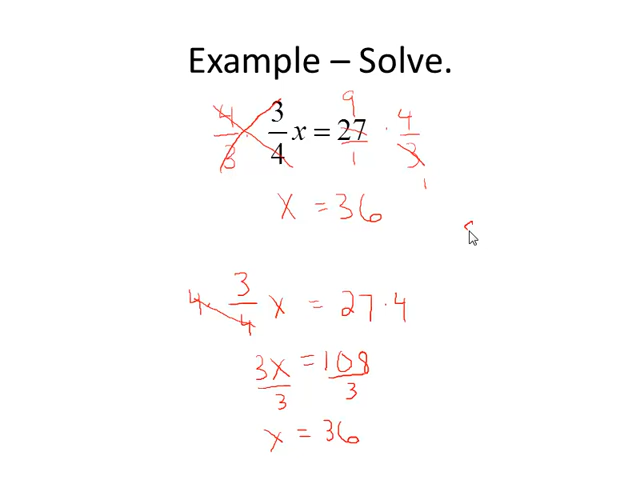 Example – Solve.
4/3 · 3/4 x = 27/1 · 4/3
9
1
x = 36
4 · 3/4 x = 27 · 4
3x/3 = 108/3
x = 36